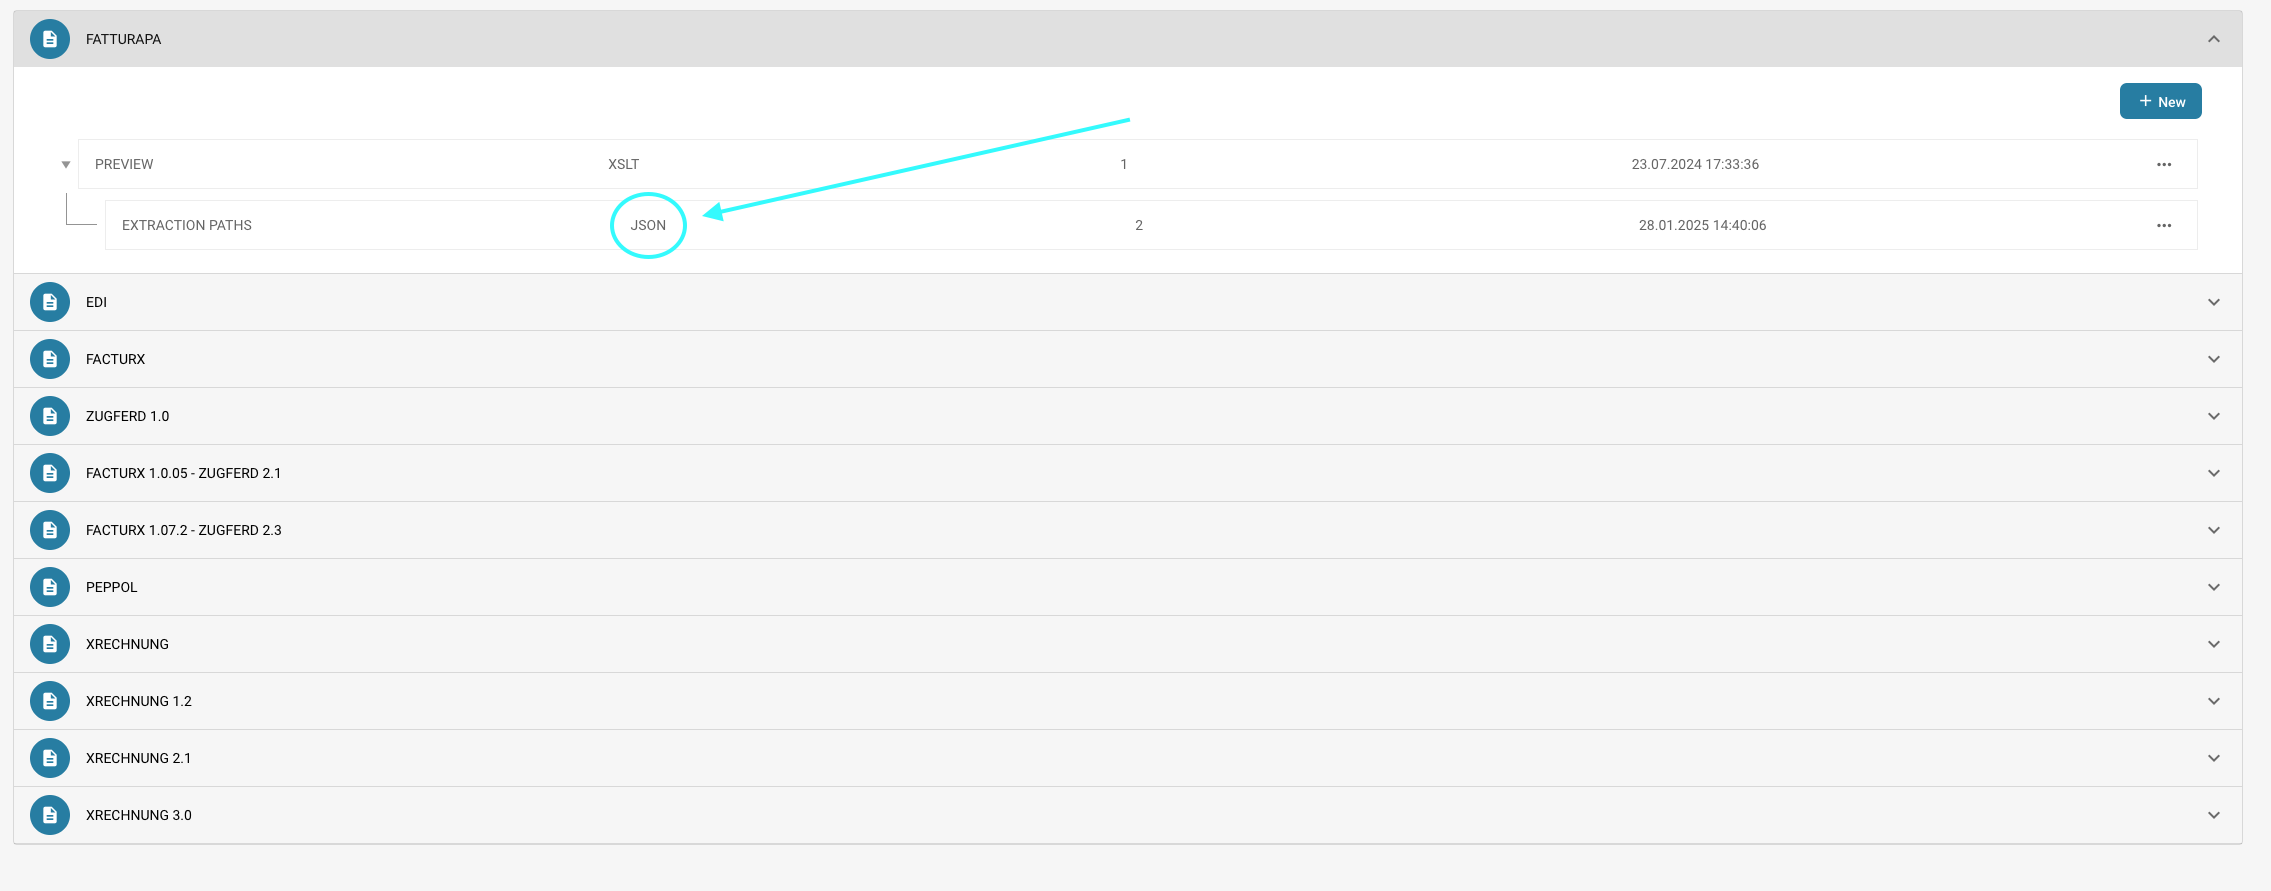 FATTURAPA
New
PREVIEW XSLT 1 23.07.2024 17:33:36
EXTRACTION PATHS JSON 2 28.01.2025 14:40:06
EDI
FACTURX
ZUGFERD 1.0
FACTURX 1.0.05 - ZUGFERD 2.1
FACTURX 1.07.2 - ZUGFERD 2.3
PEPPOL
XRECHNUNG
XRECHNUNG 1.2
XRECHNUNG 2.1
XRECHNUNG 3.0